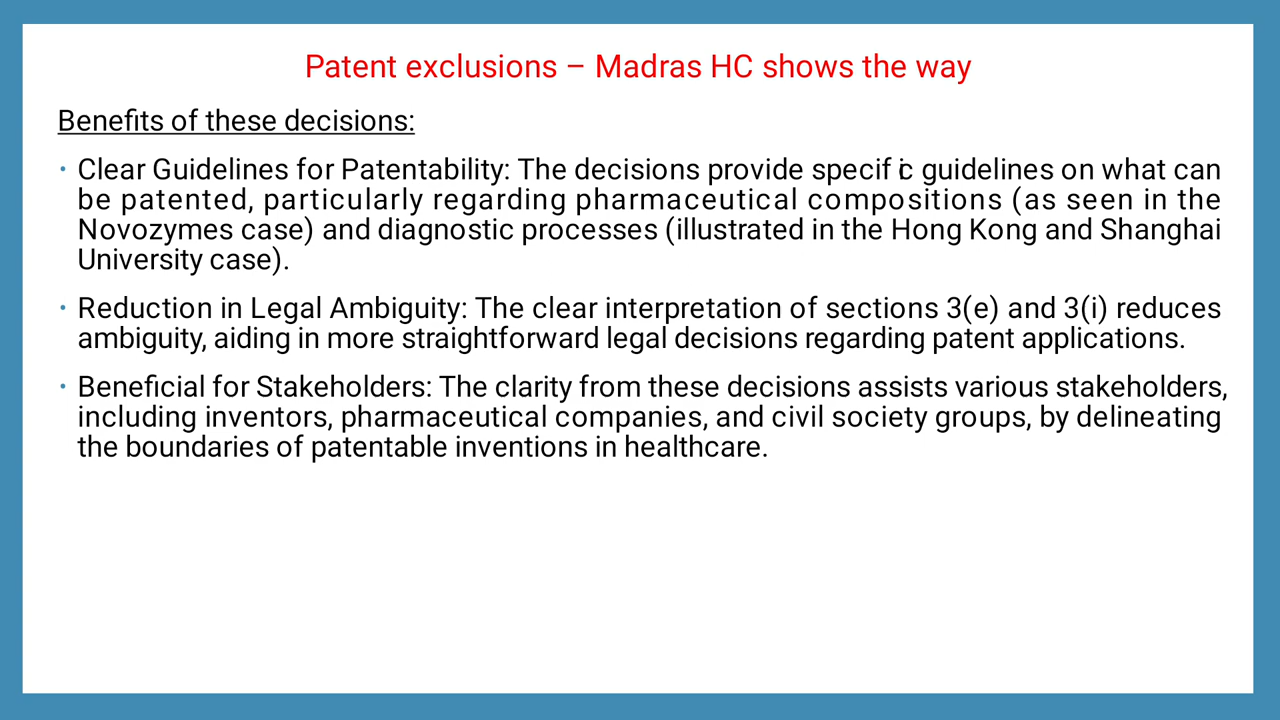 Patent exclusions – Madras HC shows the way
Benefits of these decisions:
• Clear Guidelines for Patentability: The decisions provide specific guidelines on what can
be patented, particularly regarding pharmaceutical compositions (as seen in the
Novozymes case) and diagnostic processes (illustrated in the Hong Kong and Shanghai
University case).
• Reduction in Legal Ambiguity: The clear interpretation of sections 3(e) and 3(i) reduces
ambiguity, aiding in more straightforward legal decisions regarding patent applications.
• Beneficial for Stakeholders: The clarity from these decisions assists various stakeholders,
including inventors, pharmaceutical companies, and civil society groups, by delineating
the boundaries of patentable inventions in healthcare.